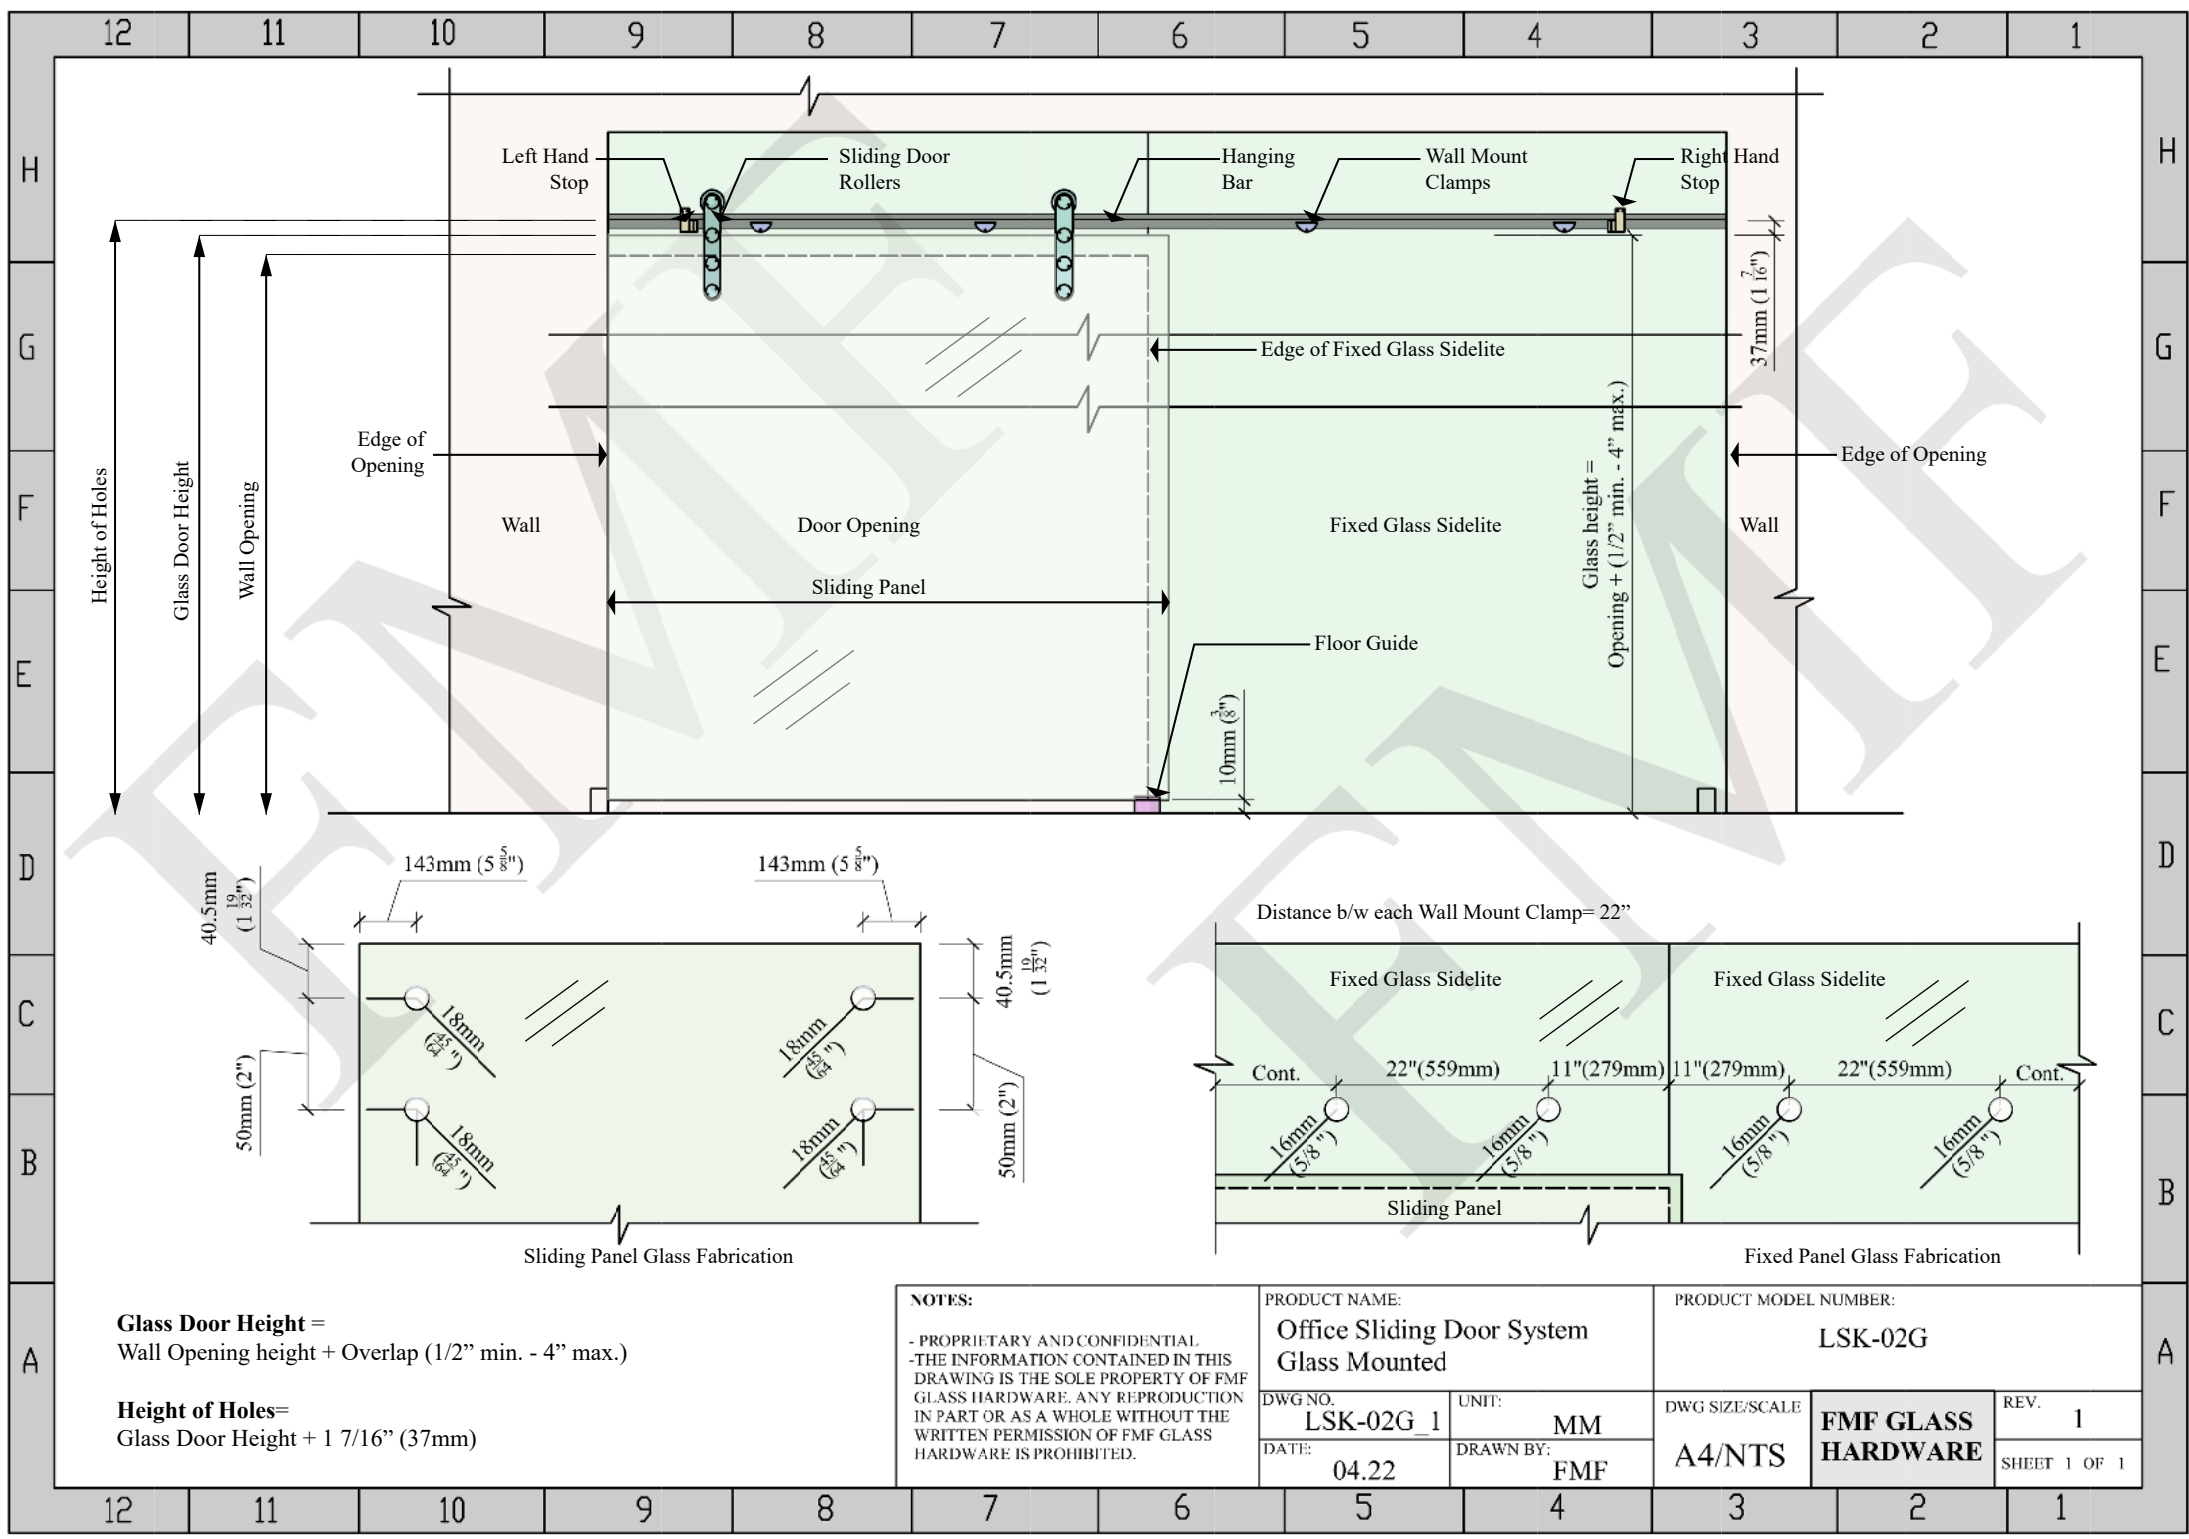 12 11 10 9 8 7 6 5 4 3 2 1
H
G
F
E
D
C
B
A
H
G
F
E
D
C
B
A
FMF
FMF
Left Hand
Stop
Sliding Door
Rollers
Hanging
Bar
Wall Mount
Clamps
Right Hand
Stop
37mm (1 7/16")
Edge of Fixed Glass Sidelite
Edge of
Opening
Edge of Opening
Height of Holes
Glass Door Height
Wall Opening
Wall
Door Opening
Fixed Glass Sidelite
Wall
Glass height =
Opening + (1/2” min. - 4” max.)
Sliding Panel
Floor Guide
10mm (3/8")
143mm (5 5/8")
143mm (5 5/8")
40.5mm
(1 19/32")
40.5mm
(1 19/32")
50mm (2")
50mm (2")
18mm
(45/64")
18mm
(45/64")
18mm
(45/64")
18mm
(45/64")
Sliding Panel Glass Fabrication
Distance b/w each Wall Mount Clamp= 22”
Fixed Glass Sidelite
Fixed Glass Sidelite
Cont.
22"(559mm)
11"(279mm)
11"(279mm)
22"(559mm)
Cont.
16mm
(5/8")
16mm
(5/8")
16mm
(5/8")
16mm
(5/8")
Sliding Panel
Fixed Panel Glass Fabrication
Glass Door Height =
Wall Opening height + Overlap (1/2” min. - 4” max.)
Height of Holes=
Glass Door Height + 1 7/16” (37mm)
NOTES:
- PROPRIETARY AND CONFIDENTIAL
-THE INFORMATION CONTAINED IN THIS
DRAWING IS THE SOLE PROPERTY OF FMF
GLASS HARDWARE. ANY REPRODUCTION
IN PART OR AS A WHOLE WITHOUT THE
WRITTEN PERMISSION OF FMF GLASS
HARDWARE IS PROHIBITED.
PRODUCT NAME:
Office Sliding Door System
Glass Mounted
PRODUCT MODEL NUMBER:
LSK-02G
DWG NO.
LSK-02G_1
UNIT:
MM
DATE:
04.22
DRAWN BY:
FMF
DWG SIZE/SCALE
A4/NTS
FMF GLASS
HARDWARE
REV.
1
SHEET 1 OF 1
12 11 10 9 8 7 6 5 4 3 2 1